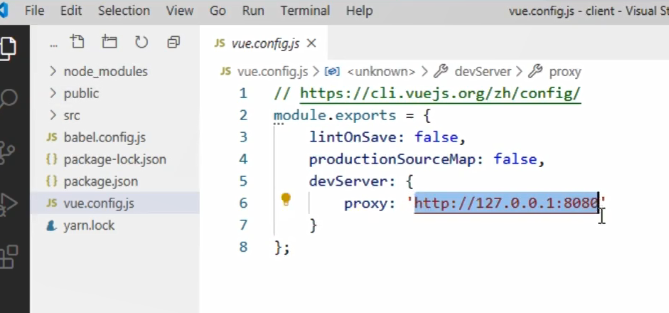 File Edit Selection View Go Run Terminal Help vue.config.js - client - Visual St
...
JS vue.config.js ×
JS vue.config.js > <unknown> > devServer > proxy
> node_modules
> public
> src
JS babel.config.js
{} package-lock.json
{} package.json
JS vue.config.js
yarn.lock
1 // https://cli.vuejs.org/zh/config/
2 module.exports = {
3 lintOnSave: false,
4 productionSourceMap: false,
5 devServer: {
6 proxy: 'http://127.0.0.1:8080'
7 }
8 };